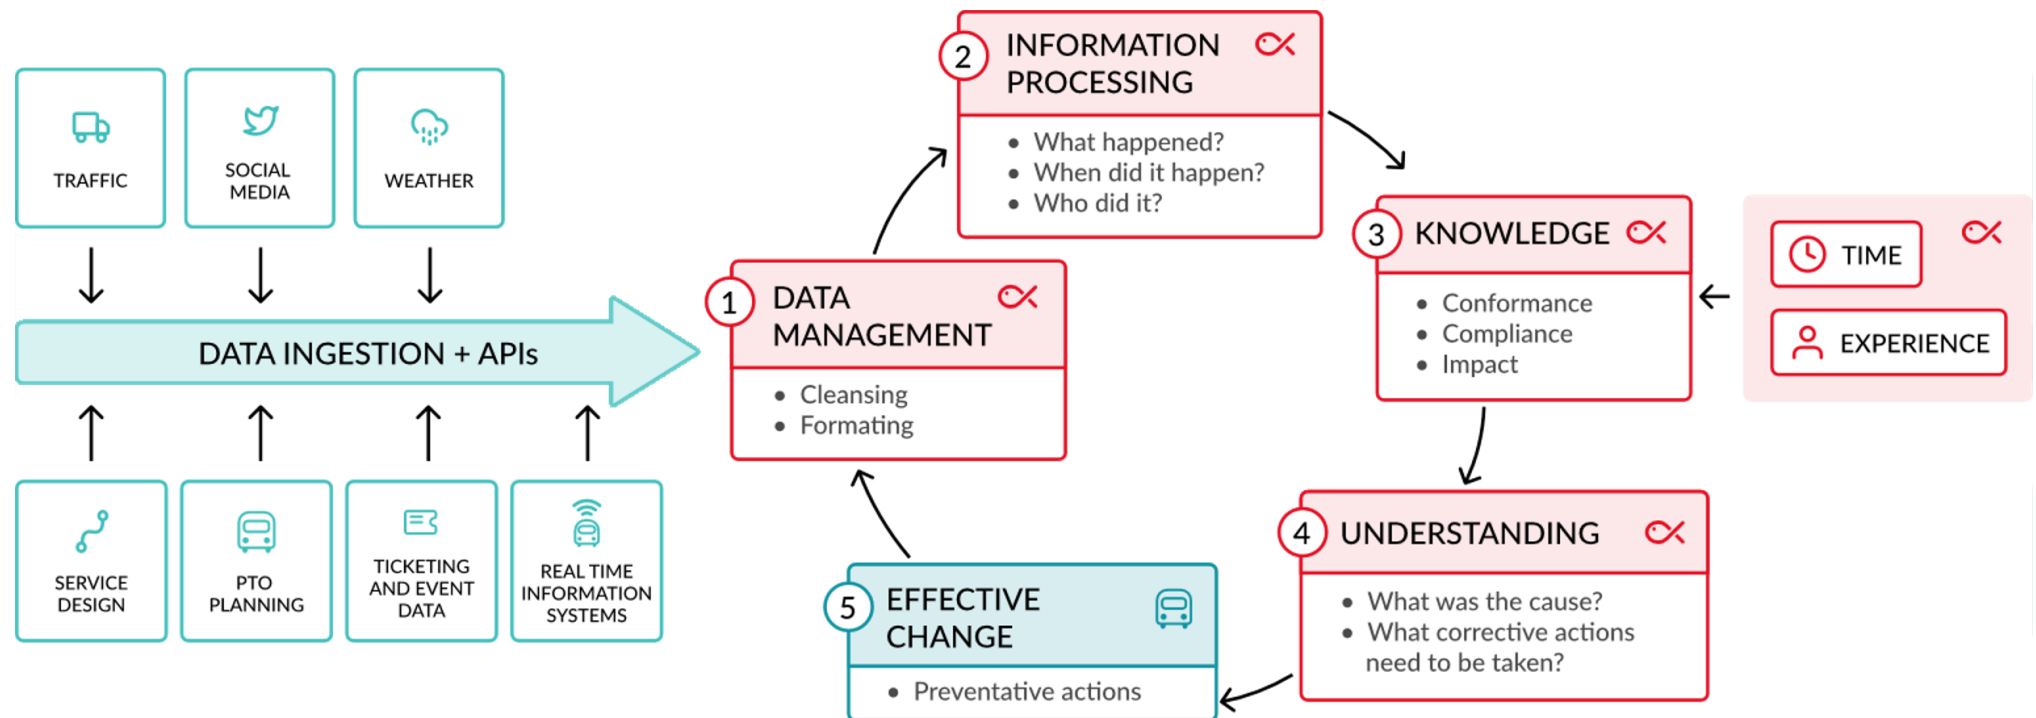 TRAFFIC
SOCIAL
MEDIA
WEATHER
DATA INGESTION + APIs
SERVICE
DESIGN
PTO
PLANNING
TICKETING
AND EVENT
DATA
REAL TIME
INFORMATION
SYSTEMS
1
DATA
MANAGEMENT
• Cleansing
• Formating
2
INFORMATION
PROCESSING
• What happened?
• When did it happen?
• Who did it?
3
KNOWLEDGE
• Conformance
• Compliance
• Impact
TIME
EXPERIENCE
4
UNDERSTANDING
• What was the cause?
• What corrective actions
need to be taken?
5
EFFECTIVE
CHANGE
• Preventative actions